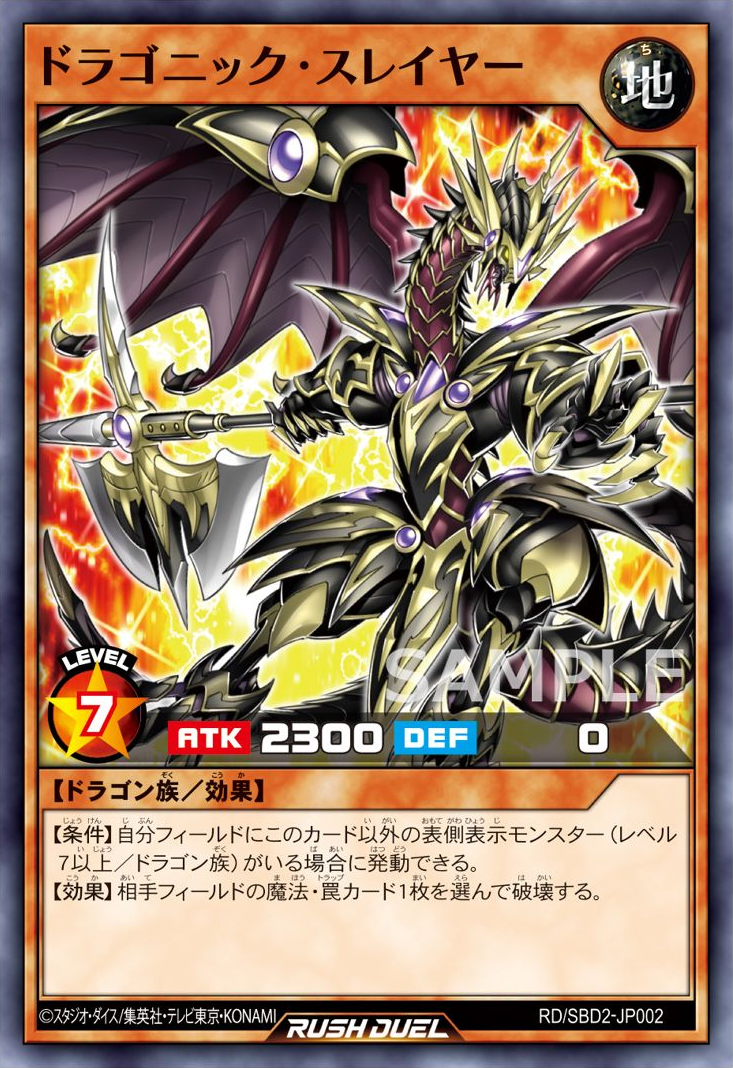 ドラゴニック・スレイヤー
ち
地
SAMPLE
LEVEL
7
ATK 2300 DEF 0
【ドラゴン族／効果】
【条件】自分フィールドにこのカード以外の表側表示モンスター（レベル
7以上／ドラゴン族）がいる場合に発動できる。
【効果】相手フィールドの魔法・罠カード1枚を選んで破壊する。
©スタジオ・ダイス/集英社・テレビ東京・KONAMI
RUSH DUEL
RD/SBD2-JP002